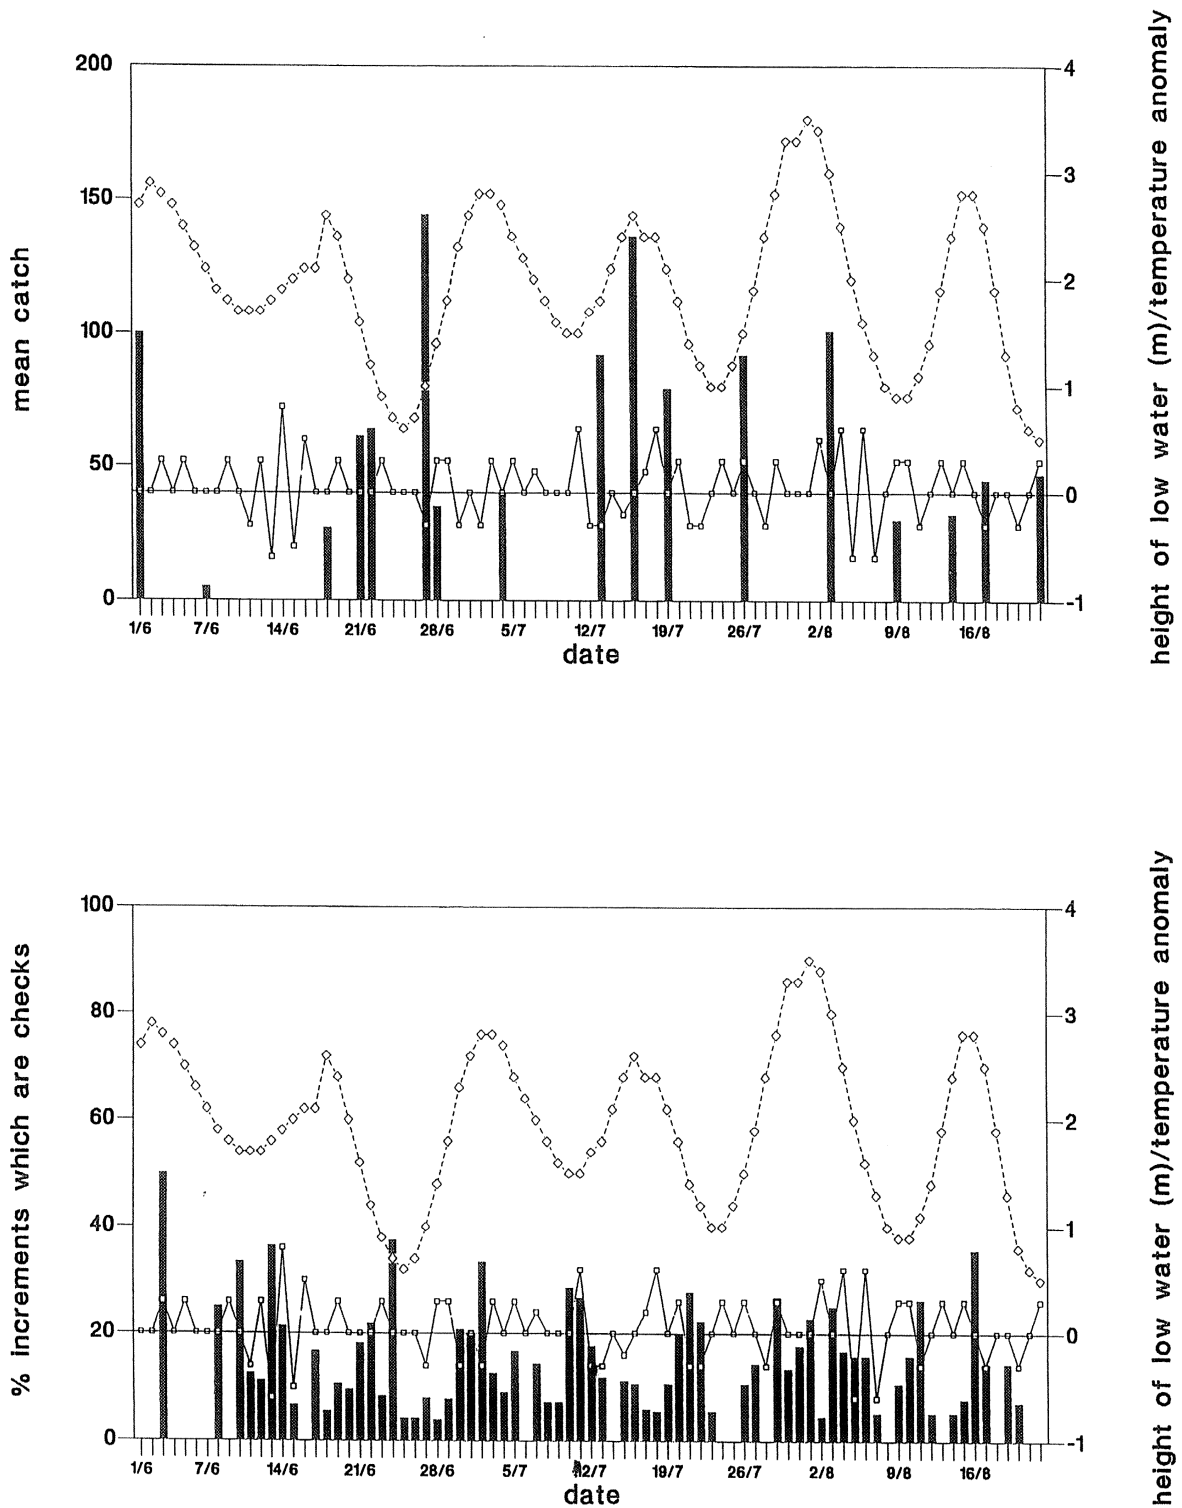 200
150
100
50
0
mean catch
4
3
2
1
0
-1
height of low water (m)/temperature anomaly
1/6 7/6 14/6 21/6 28/6 5/7 12/7 19/7 26/7 2/8 9/8 16/8
date
100
80
60
40
20
0
% increments which are checks
4
3
2
1
0
-1
height of low water (m)/temperature anomaly
1/6 7/6 14/6 21/6 28/6 5/7 12/7 19/7 26/7 2/8 9/8 16/8
date